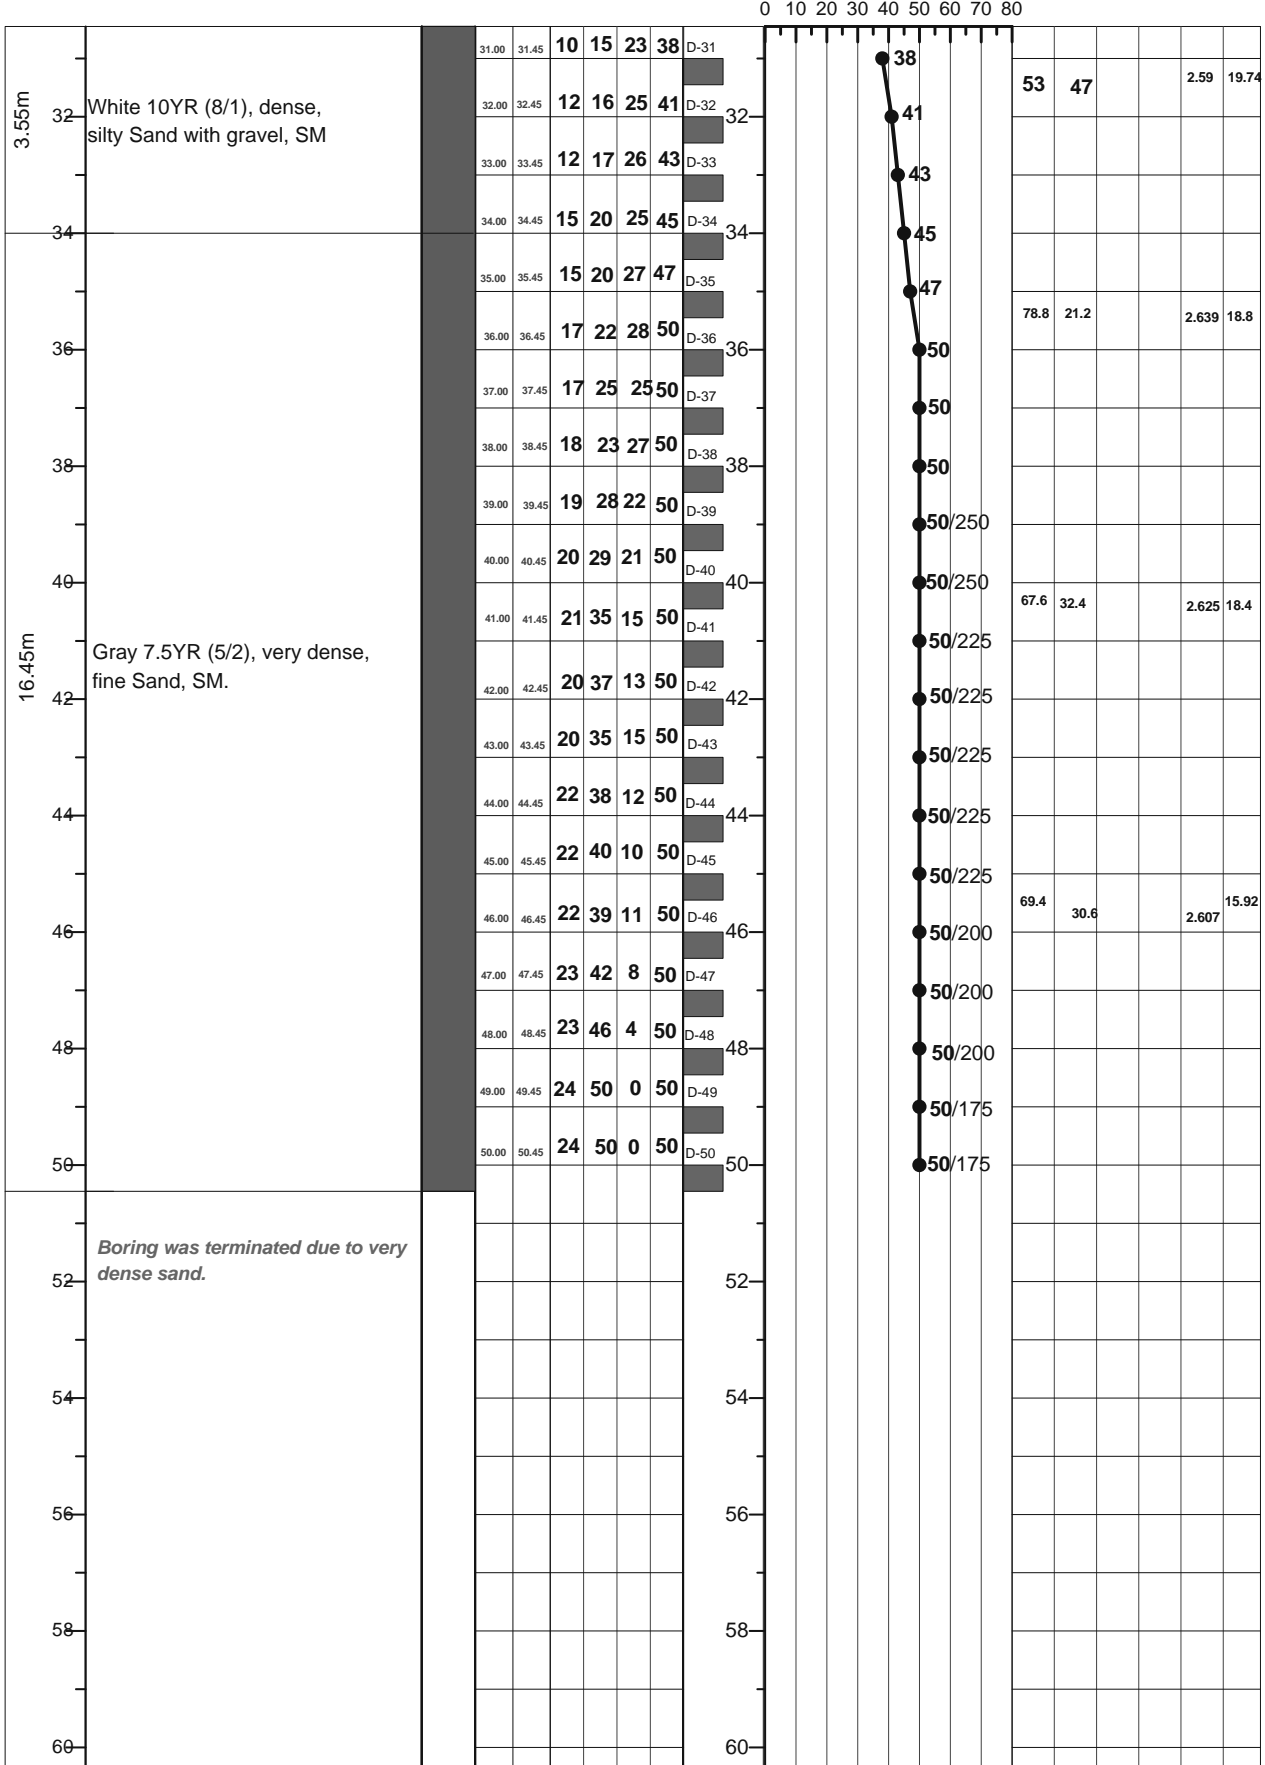 0 10 20 30 40 50 60 70 80
31.00 31.45 10 15 23 38 D-31 38
53 47 2.59 19.74
3.55m
White 10YR (8/1), dense,
silty Sand with gravel, SM
32 32.00 32.45 12 16 25 41 D-32 32 41
33.00 33.45 12 17 26 43 D-33 43
34 34.00 34.45 15 20 25 45 D-34 34 45
35.00 35.45 15 20 27 47 D-35 47
78.8 21.2 2.639 18.8
36 36.00 36.45 17 22 28 50 D-36 36 50
37.00 37.45 17 25 25 50 D-37 50
38 38.00 38.45 18 23 27 50 D-38 38 50
39.00 39.45 19 28 22 50 D-39 50/250
40 40.00 40.45 20 29 21 50 D-40 40 50/250
67.6 32.4 2.625 18.4
41.00 41.45 21 35 15 50 D-41 50/225
16.45m
Gray 7.5YR (5/2), very dense,
fine Sand, SM.
42 42.00 42.45 20 37 13 50 D-42 42 50/225
43.00 43.45 20 35 15 50 D-43 50/225
44 44.00 44.45 22 38 12 50 D-44 44 50/225
45.00 45.45 22 40 10 50 D-45 50/225
69.4 30.6 2.607 15.92
46 46.00 46.45 22 39 11 50 D-46 46 50/200
47.00 47.45 23 42 8 50 D-47 50/200
48 48.00 48.45 23 46 4 50 D-48 48 50/200
49.00 49.45 24 50 0 50 D-49 50/175
50 50.00 50.45 24 50 0 50 D-50 50 50/175
Boring was terminated due to very
dense sand.
52 52
54 54
56 56
58 58
60 60